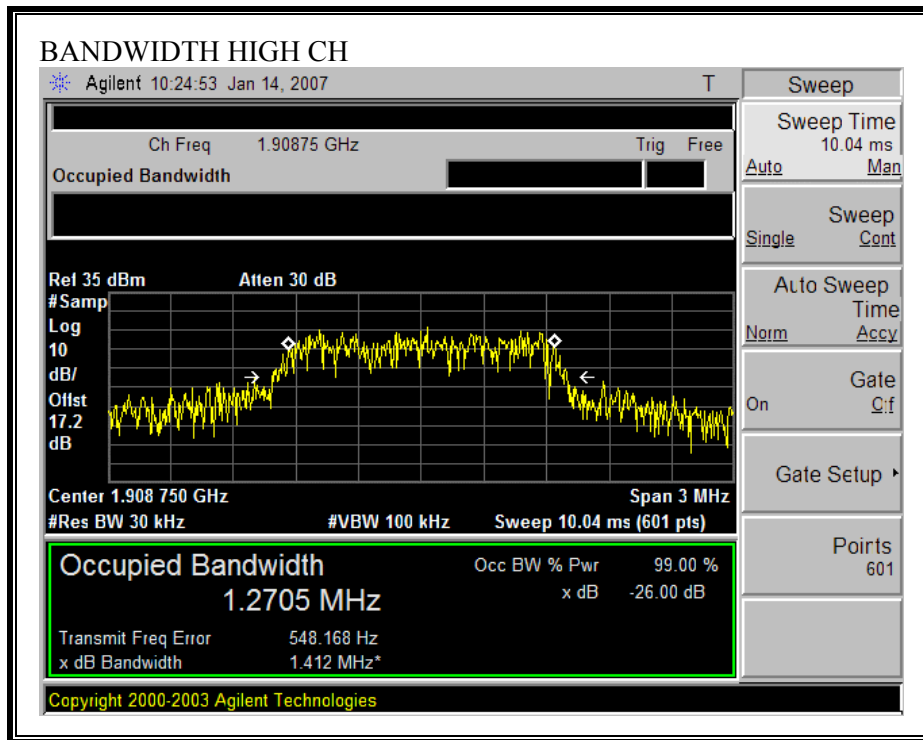 BANDWIDTH HIGH CH
Agilent 10:24:53 Jan 14, 2007 T
Ch Freq 1.90875 GHz Trig Free
Occupied Bandwidth
Ref 35 dBm Atten 30 dB
#Samp
Log
10
dB/
Offst
17.2
dB
Center 1.908 750 GHz Span 3 MHz
#Res BW 30 kHz #VBW 100 kHz Sweep 10.04 ms (601 pts)
Occupied Bandwidth
1.2705 MHz
Occ BW % Pwr 99.00 %
x dB -26.00 dB
Transmit Freq Error 548.168 Hz
x dB Bandwidth 1.412 MHz*
Copyright 2000-2003 Agilent Technologies
Sweep
Sweep Time
10.04 ms
Auto Man
Sweep
Single Cont
Auto Sweep
Time
Norm Accy
Gate
On Off
Gate Setup
Points
601